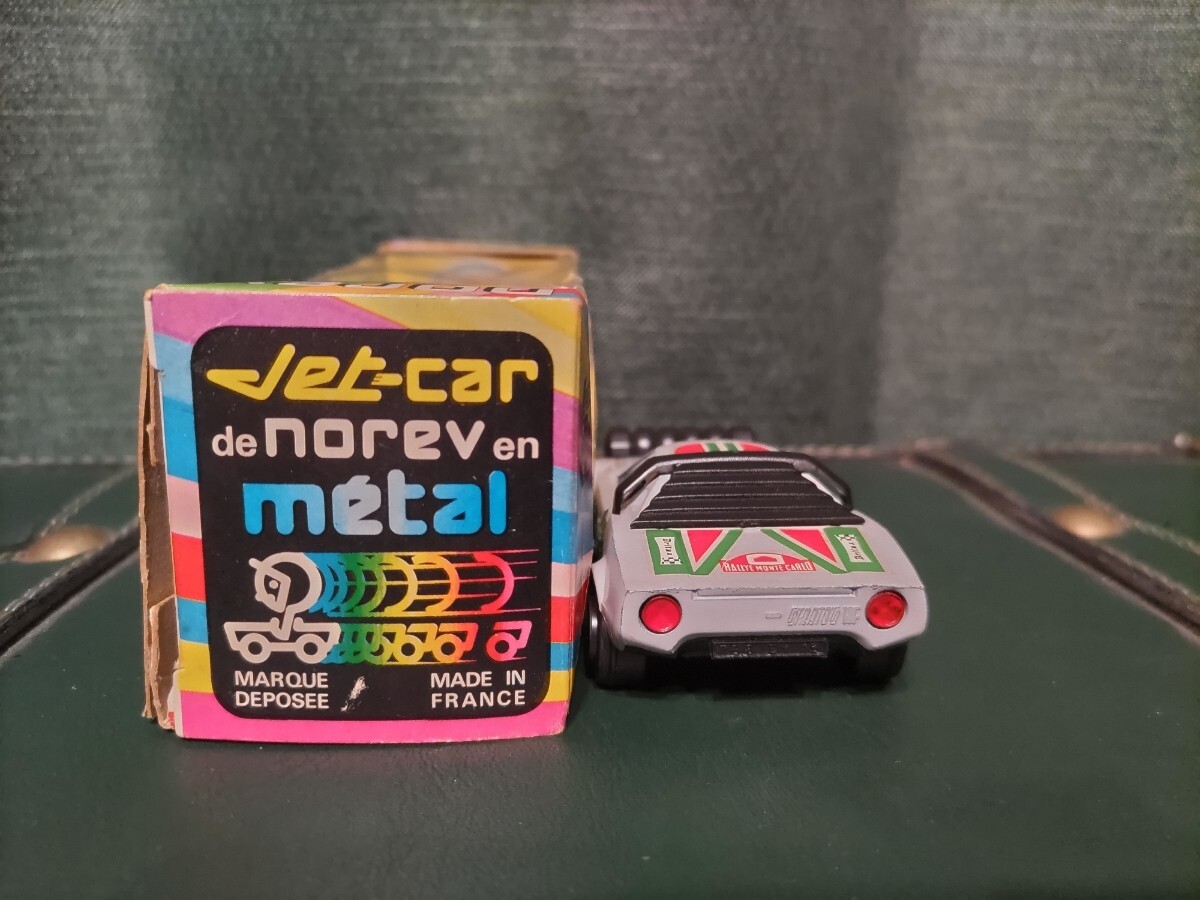 Jet-car
de norev en
métal
MARQUE
DEPOSEE
MADE IN
FRANCE
RALLYE MONTE CARLO